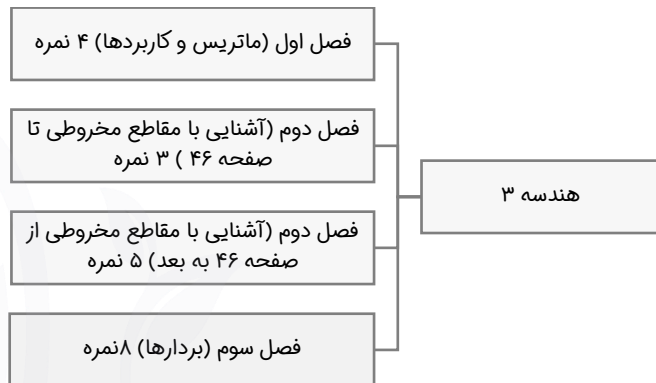 فصل اول (ماتریس و کاربردها) ۴ نمره
فصل دوم (آشنایی با مقاطع مخروطی تا
صفحه ۴۶ ) ۳ نمره
هندسه ۳
فصل دوم (آشنایی با مقاطع مخروطی از
صفحه ۴۶ به بعد) ۵ نمره
فصل سوم (بردارها) ۸نمره